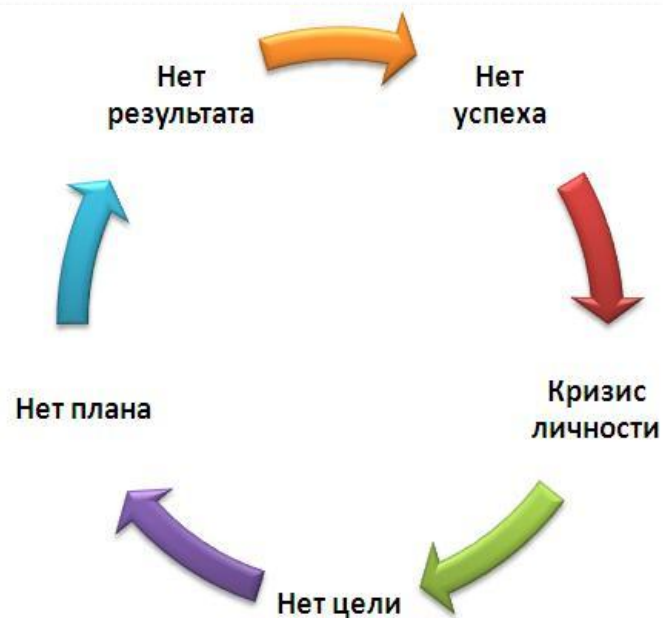 Нет
результата
Нет
успеха
Кризис
личности
Нет цели
Нет плана